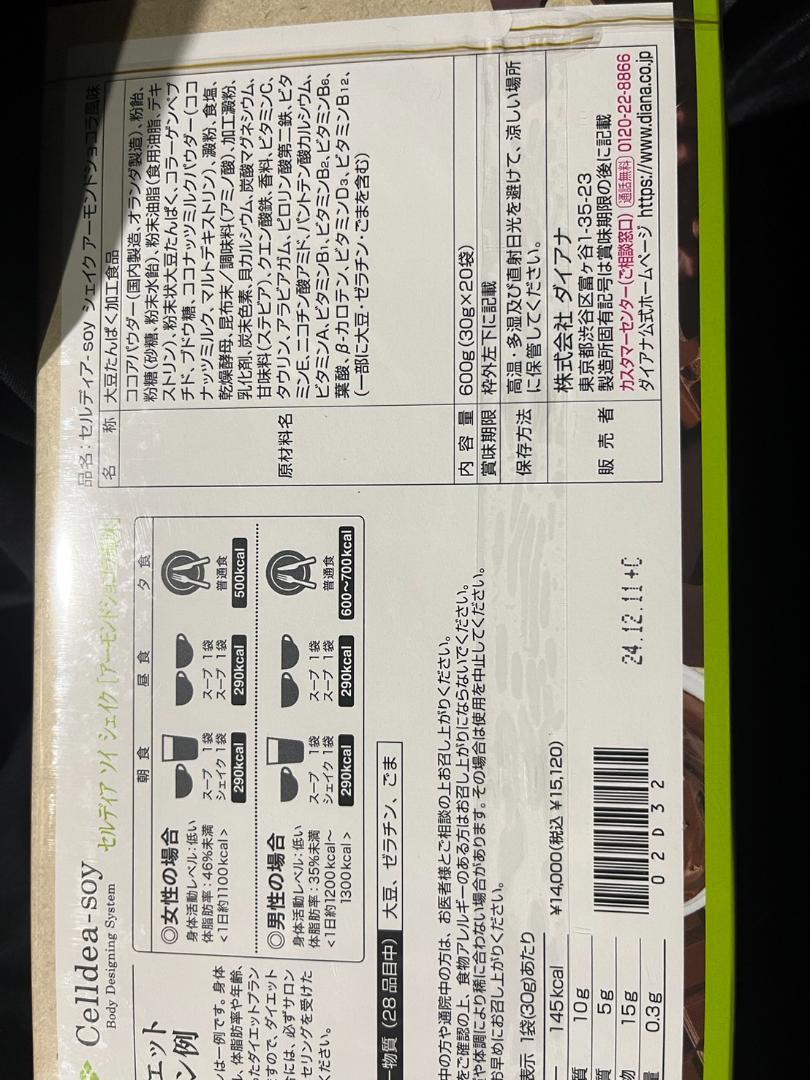 Celldea-soy
Body Designing System
セルディア ソイ シェイク [アーモンドショコラ風味]
エット
ン例
ンは一例です。身体
、体脂肪率や年齢、
ったダイエットプラン
ますので、ダイエット
合には、必ずサロン
セリングを受けた
ください。
朝食 昼食 夕食
◎女性の場合
身体活動レベル:低い
体脂肪率:46%未満
<1日約1100kcal>
スープ 1袋
シェイク 1袋
290kcal
スープ 1袋
スープ 1袋
290kcal
普通食
500kcal
◎男性の場合
身体活動レベル:低い
体脂肪率:35%未満
<1日約1200kcal〜
1300kcal>
スープ 1袋
シェイク 1袋
290kcal
スープ 1袋
スープ 1袋
290kcal
普通食
600〜700kcal
ー物質(28品目中) 大豆、ゼラチン、ごま
中の方や通院中の方は、お医者様とご相談の上お召し上がりください。
をご確認の上、食物アレルギーのある方はお召し上がりにならないでください。
や体調により稀に合わない場合があります。その場合は使用を中止してください。
お早めにお召し上がりください。
表示 1袋(30g)あたり
ー 145kcal
質 10g
質 5g
物 15g
量 0.3g
¥14,000(税込 ¥15,120)
02D32
24.12.11+C
品名:セルディア-soy シェイク アーモンドショコラ風味
名称 大豆たんぱく加工食品
原材料名
ココアパウダー(国内製造、オランダ製造)、粉飴、
粉糖(砂糖、粉末水飴)、粉末油脂(食用油脂、デキ
ストリン)、粉末状大豆たんぱく、コラーゲンペプ
チド、ブドウ糖、ココナッツミルクパウダー(ココ
ナッツミルク、マルトデキストリン)、澱粉、食塩、
乾燥酵母、昆布末/調味料(アミノ酸)、加工澱粉、
乳化剤、炭末色素、貝カルシウム、炭酸マグネシウム、
甘味料(ステビア)、クエン酸鉄、香料、ビタミンC、
タウリン、アラビアガム、ピロリン酸第二鉄、ビタ
ミンE、ニコチン酸アミド、パントテン酸カルシウム、
ビタミンA、ビタミンB1、ビタミンB2、ビタミンB6、
葉酸、β-カロテン、ビタミンD3、ビタミンB12、
(一部に大豆・ゼラチン・ごまを含む)
内容量 600g(30g×20袋)
賞味期限 枠外左下に記載
保存方法 高温・多湿及び直射日光を避けて、涼しい場所
に保管してください。
販売者 株式会社 ダイアナ
東京都渋谷区富ヶ谷1-35-23
製造所固有記号は賞味期限の後に記載
カスタマーセンター(ご相談窓口) 通話無料 0120-22-8866
ダイアナ公式ホームページ https://www.diana.co.jp